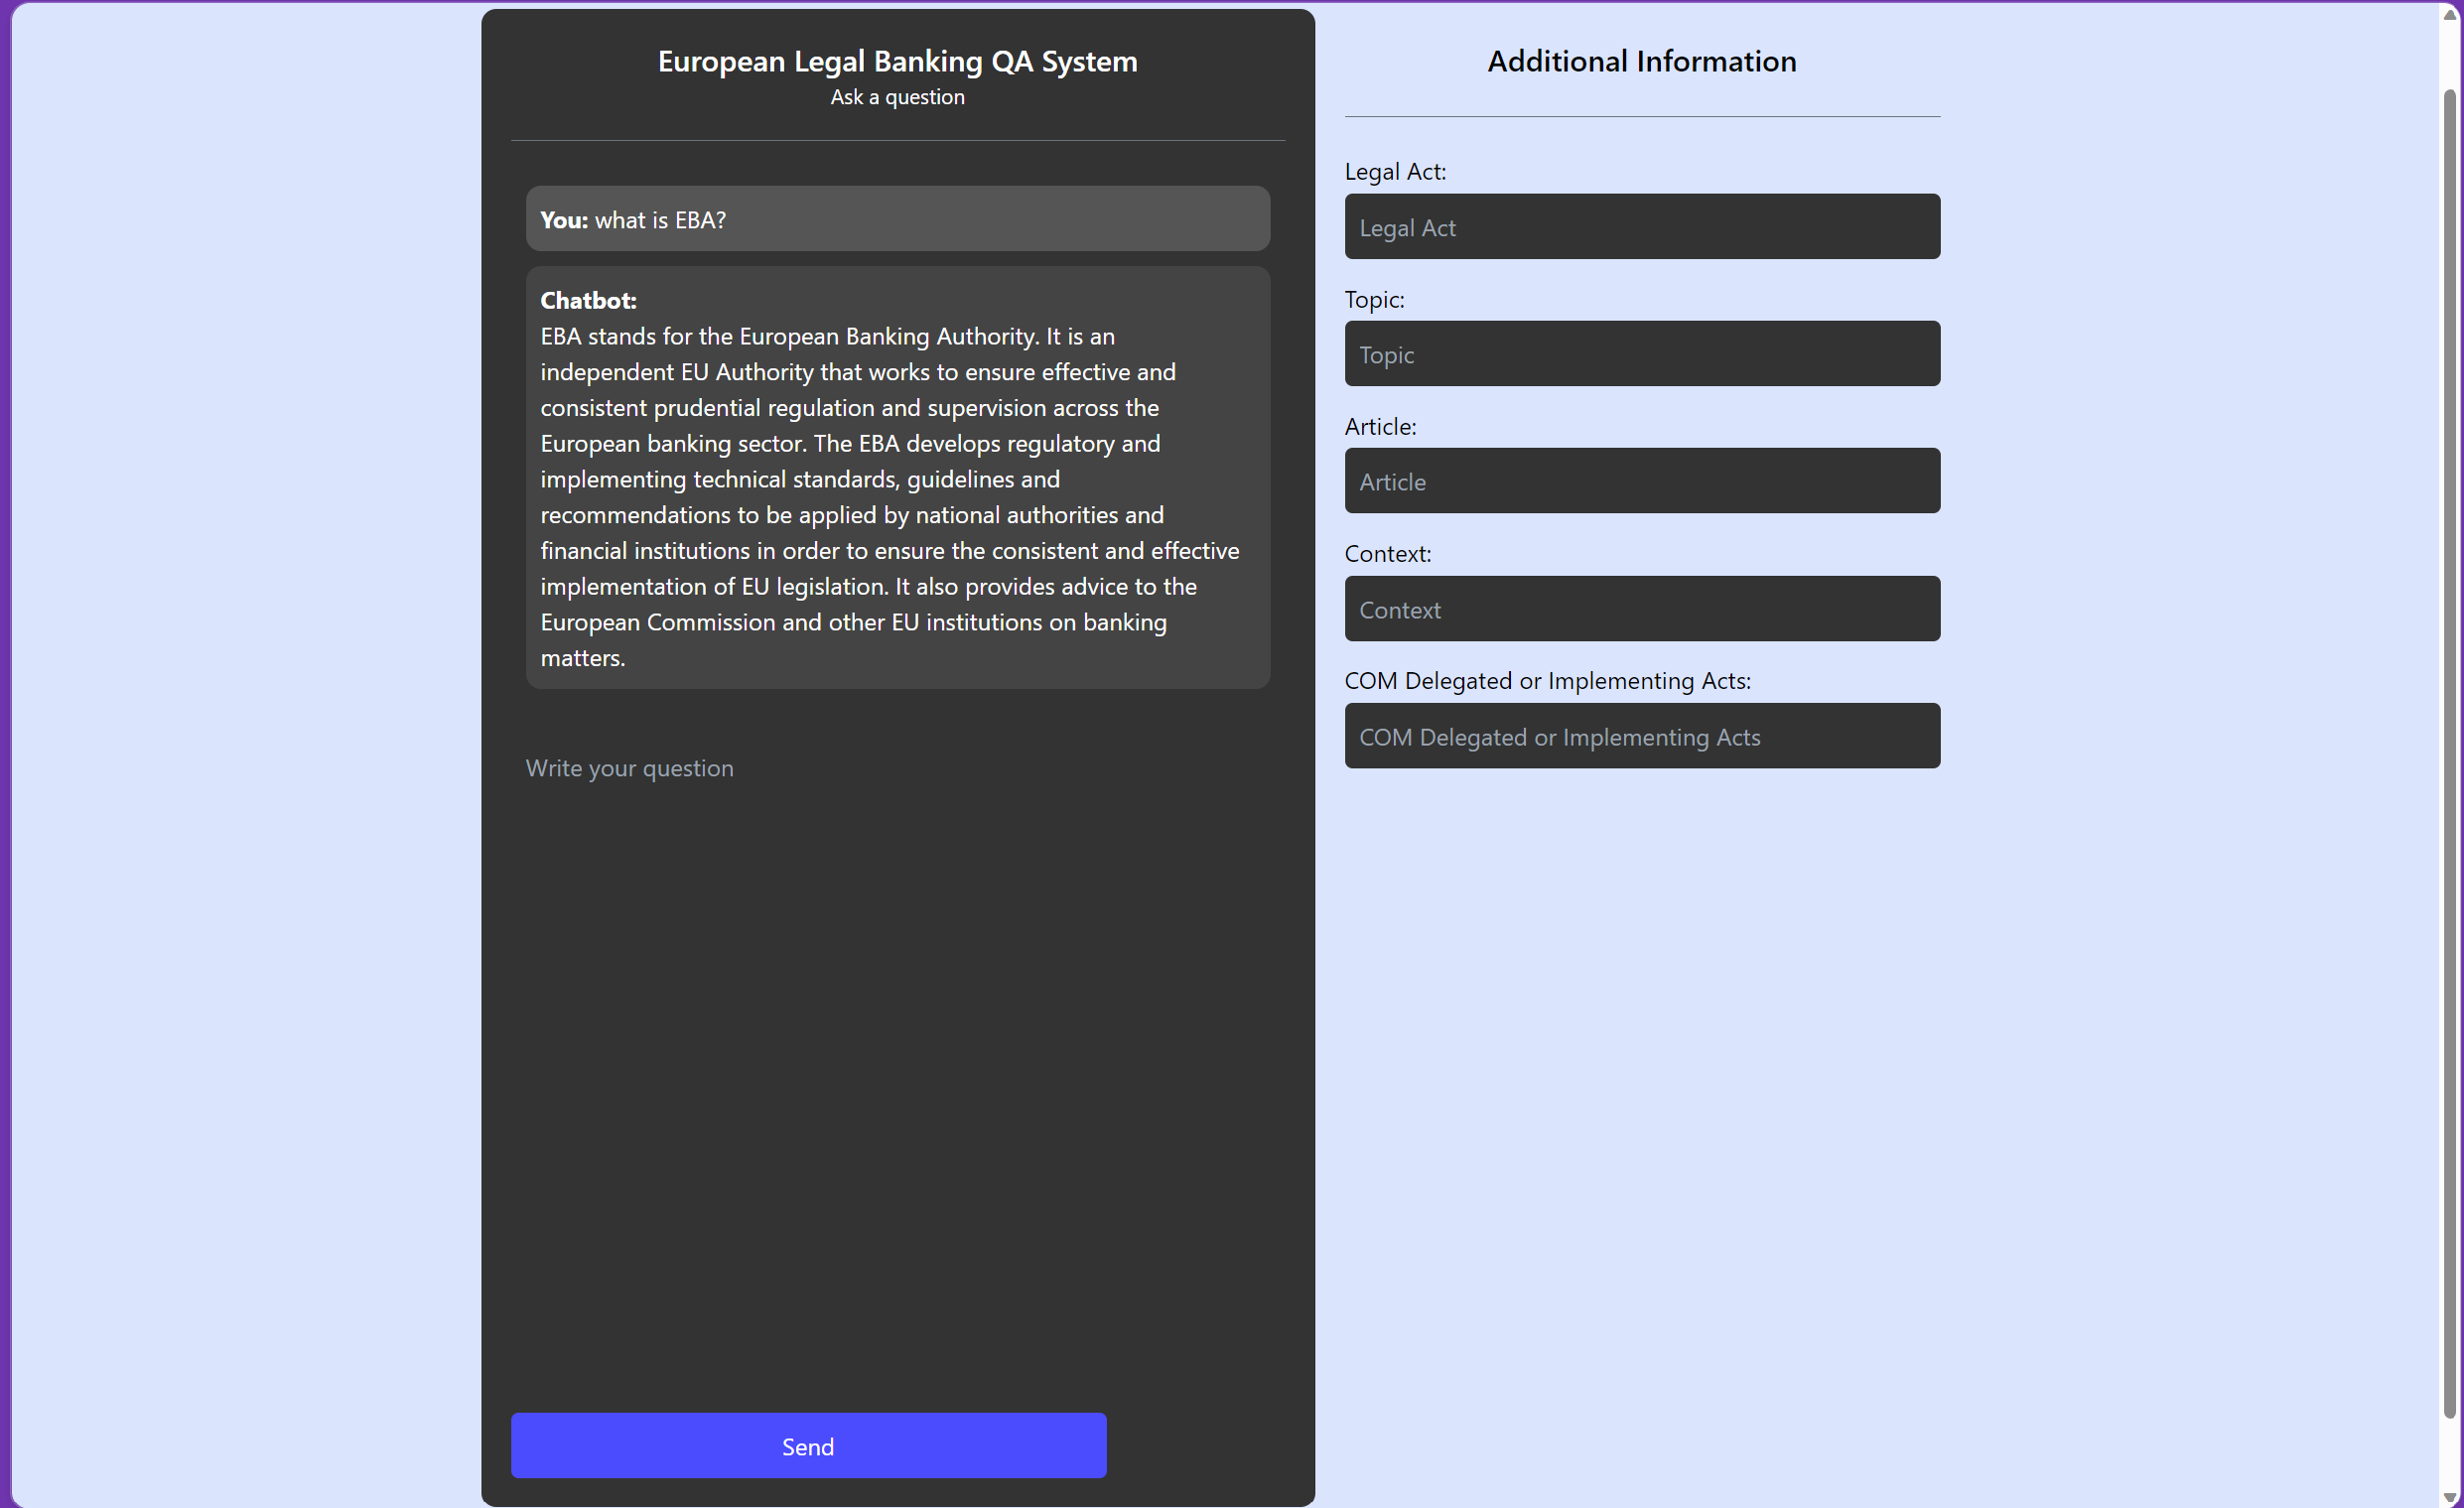 European Legal Banking QA System
Ask a question
You: what is EBA?
Chatbot:
EBA stands for the European Banking Authority. It is an
independent EU Authority that works to ensure effective and
consistent prudential regulation and supervision across the
European banking sector. The EBA develops regulatory and
implementing technical standards, guidelines and
recommendations to be applied by national authorities and
financial institutions in order to ensure the consistent and effective
implementation of EU legislation. It also provides advice to the
European Commission and other EU institutions on banking
matters.
Write your question
Send
Additional Information
Legal Act:
Legal Act
Topic:
Topic
Article:
Article
Context:
Context
COM Delegated or Implementing Acts:
COM Delegated or Implementing Acts